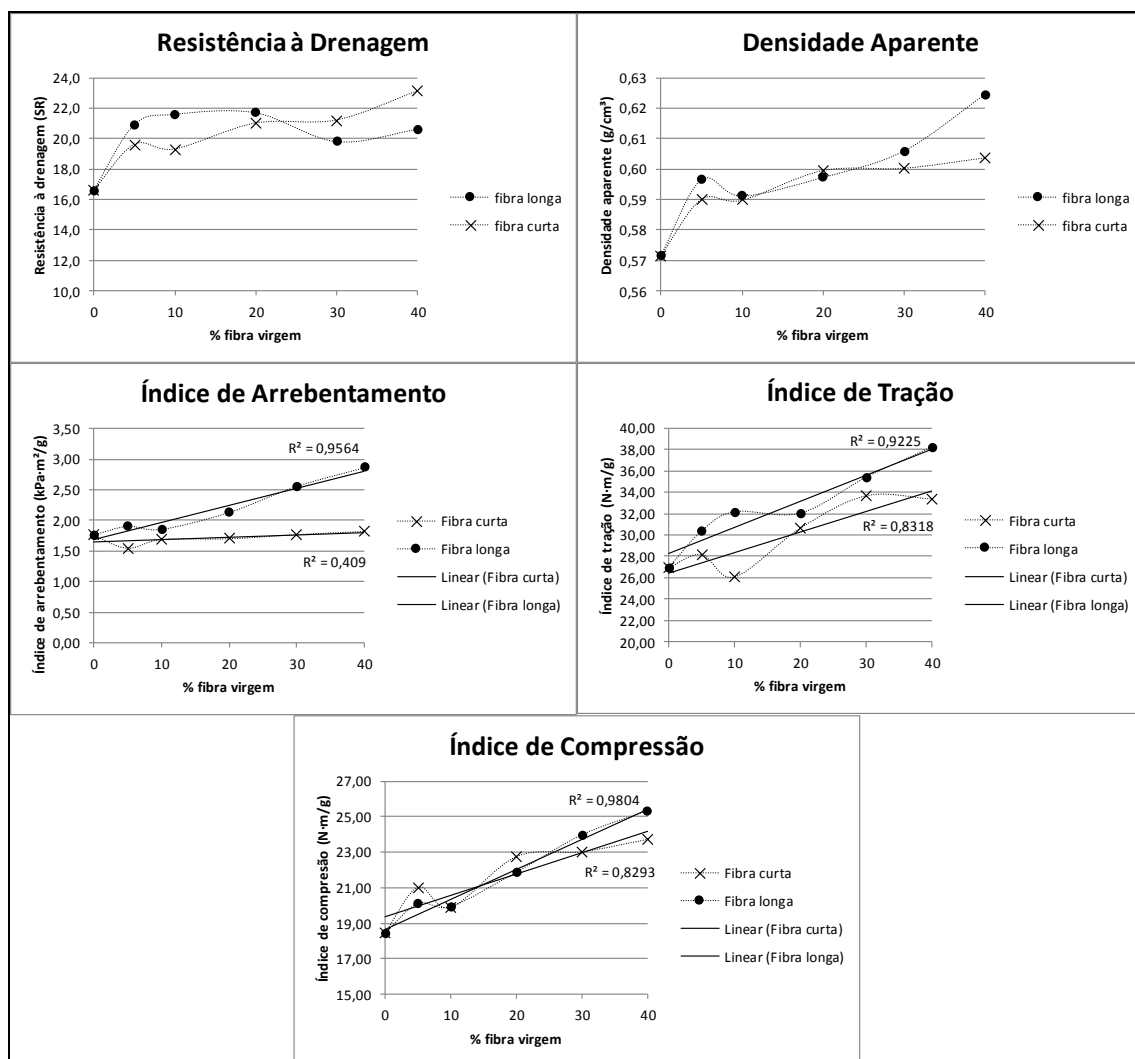 Resistência à Drenagem
Resistência à drenagem (SR)
24,0
22,0
20,0
18,0
16,0
14,0
12,0
10,0
0
10
20
30
40
% fibra virgem
fibra longa
fibra curta
Densidade Aparente
Densidade aparente (g/cm³)
0,63
0,62
0,61
0,60
0,59
0,58
0,57
0,56
0
10
20
30
40
% fibra virgem
fibra longa
fibra curta
Índice de Arrebentamento
Índice de arrebentamento (kPa·m²/g)
3,50
3,00
2,50
2,00
1,50
1,00
0,50
0,00
R² = 0,9564
R² = 0,409
0
10
20
30
40
% fibra virgem
Fibra curta
Fibra longa
Linear (Fibra curta)
Linear (Fibra longa)
Índice de Tração
Índice de tração (N·m/g)
40,00
38,00
36,00
34,00
32,00
30,00
28,00
26,00
24,00
22,00
20,00
R² = 0,9225
R² = 0,8318
0
10
20
30
40
% fibra virgem
Fibra curta
Fibra longa
Linear (Fibra curta)
Linear (Fibra longa)
Índice de Compressão
Índice de compressão (N·m/g)
27,00
25,00
23,00
21,00
19,00
17,00
15,00
R² = 0,9804
R² = 0,8293
0
10
20
30
40
% fibra virgem
Fibra curta
Fibra longa
Linear (Fibra curta)
Linear (Fibra longa)